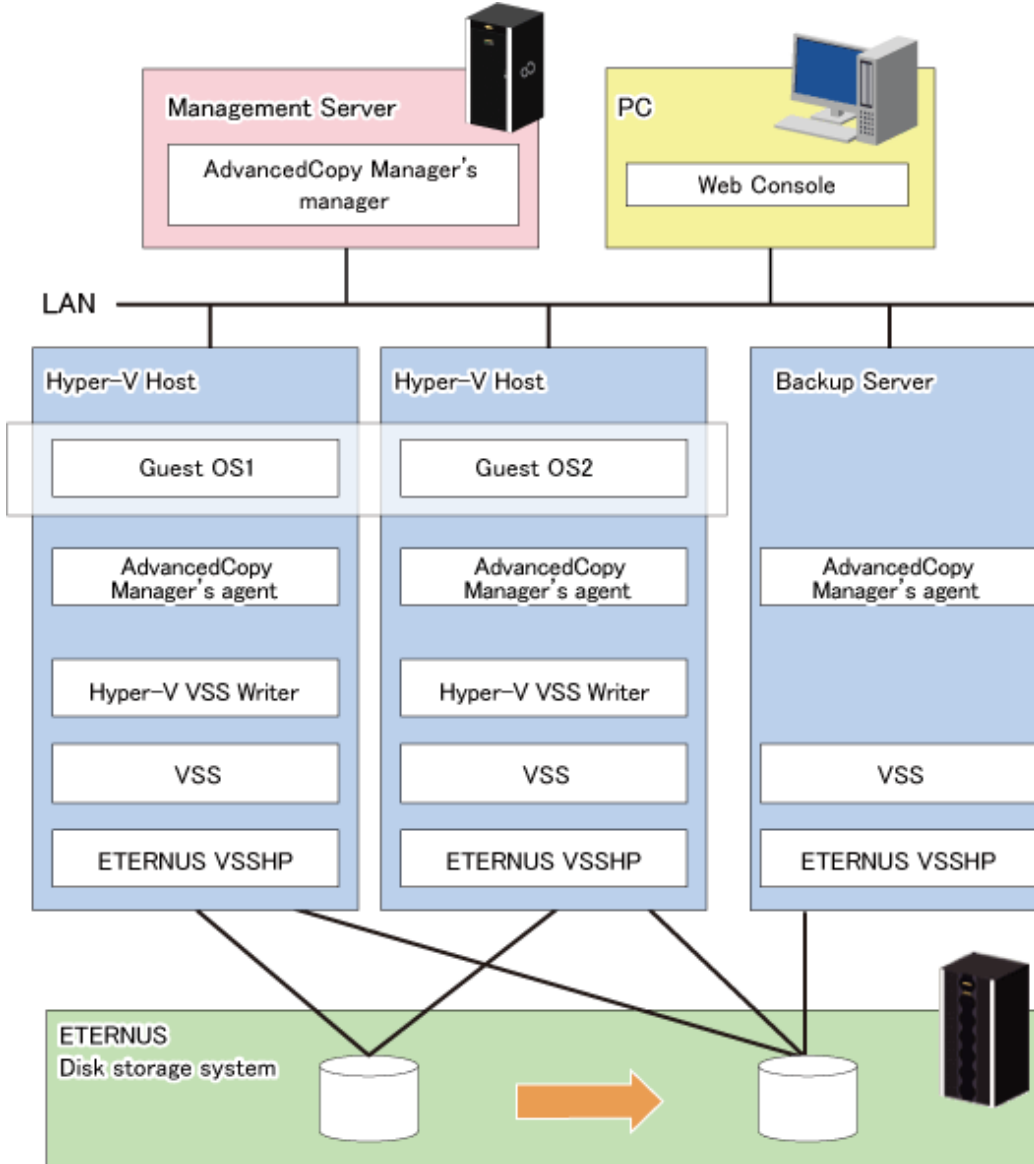 Management Server
AdvancedCopy Manager's
manager
PC
Web Console
LAN
Hyper-V Host
Guest OS1
AdvancedCopy
Manager's agent
Hyper-V VSS Writer
VSS
ETERNUS VSSHP
Hyper-V Host
Guest OS2
AdvancedCopy
Manager's agent
Hyper-V VSS Writer
VSS
ETERNUS VSSHP
Backup Server
AdvancedCopy
Manager's agent
VSS
ETERNUS VSSHP
ETERNUS
Disk storage system